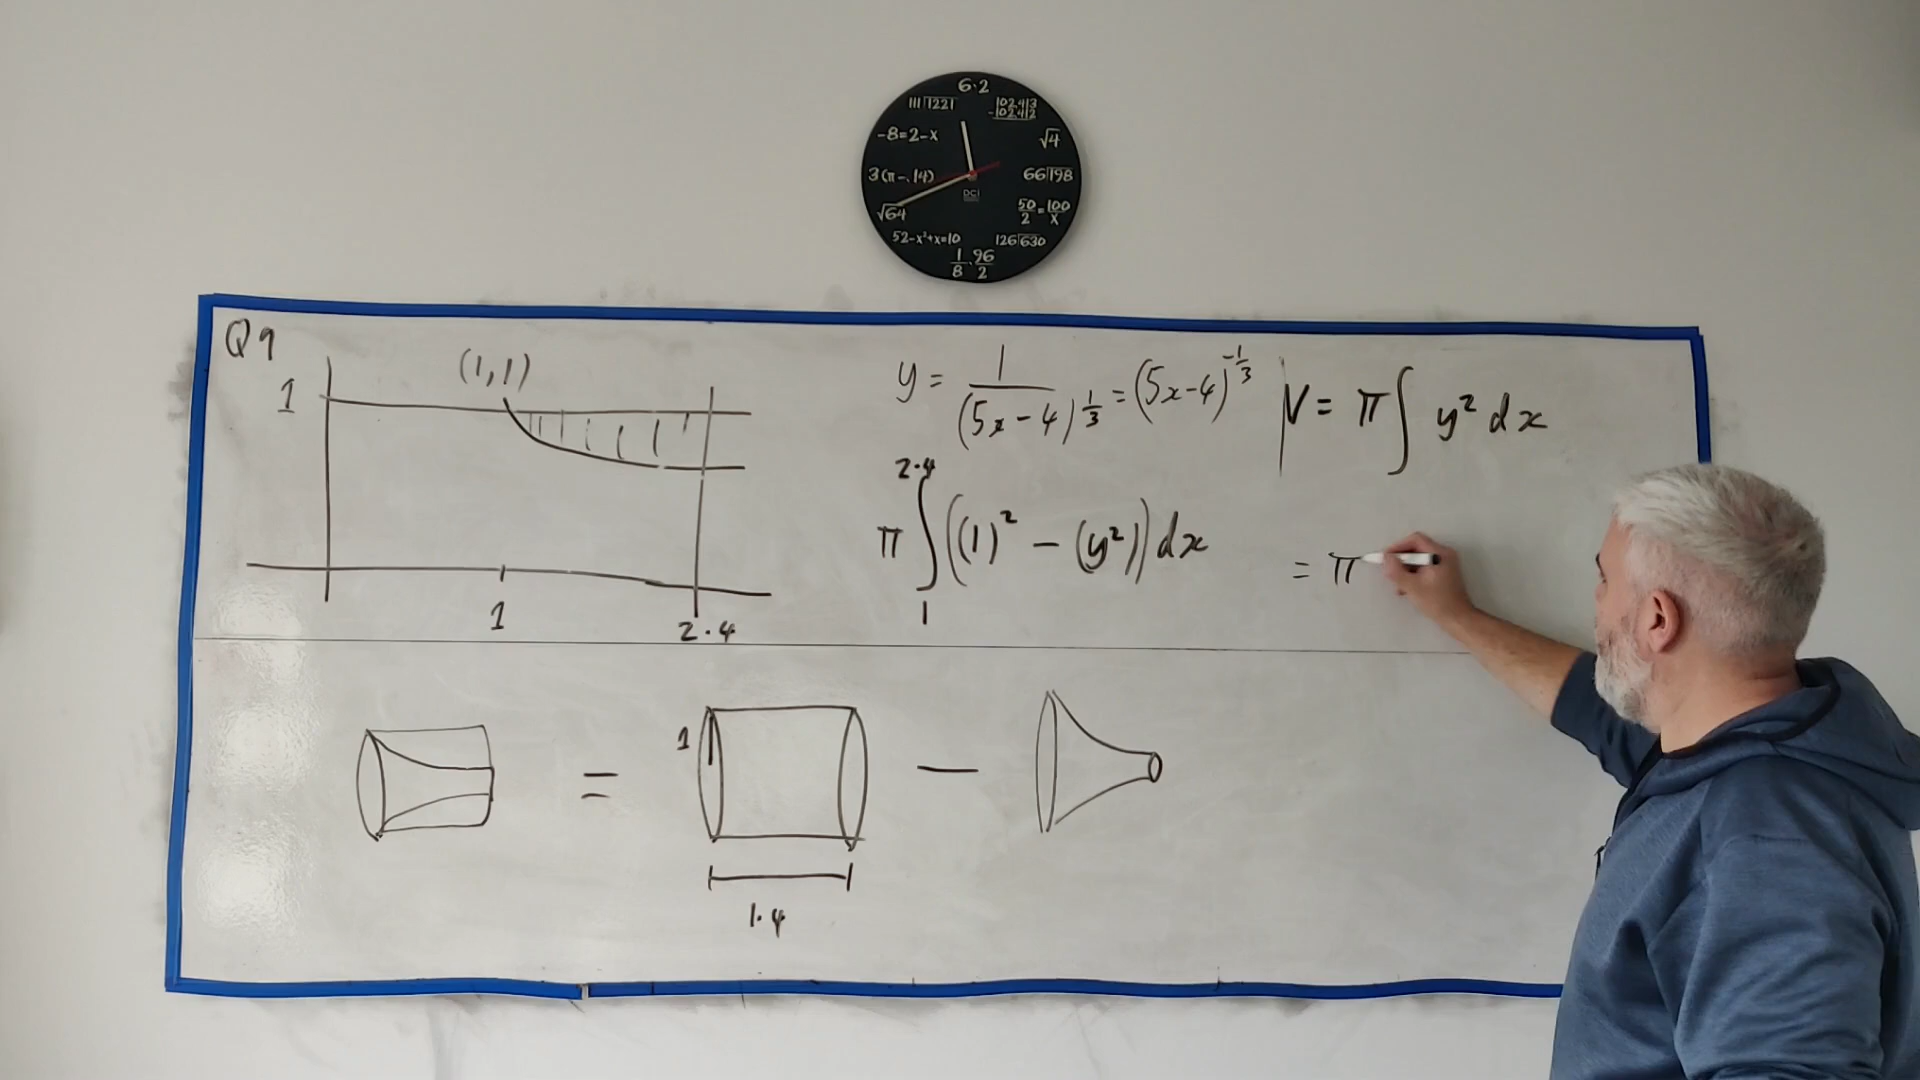 6·2
111⟌1221
102,413
-102,412
-8=2-x
√4
3(π-.14)
66⟌198
DCI
√64
50/2=100/x
52-x²+x=10
126⟌630
1/8·96/2
Q9
(1,1)
1
1
2·4
y = 1/(5x-4)^(1/3) = (5x-4)^(-1/3)
V = π∫ y² dx
π∫₁^2·4 ((1)² - (y²)) dx
= π
=
1
1·4
—